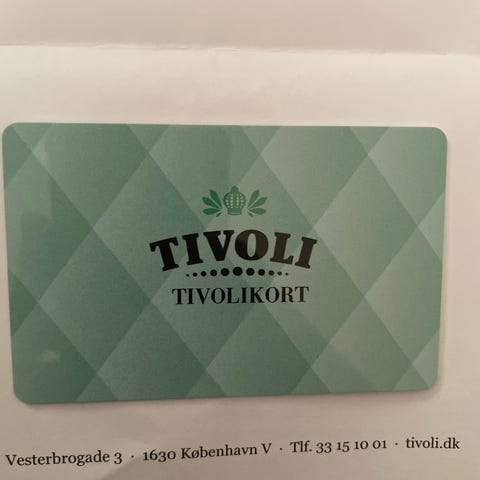 TIVOLI
TIVOLIKORT
Vesterbrogade 3 · 1630 København V · Tlf. 33 15 10 01 · tivoli.dk